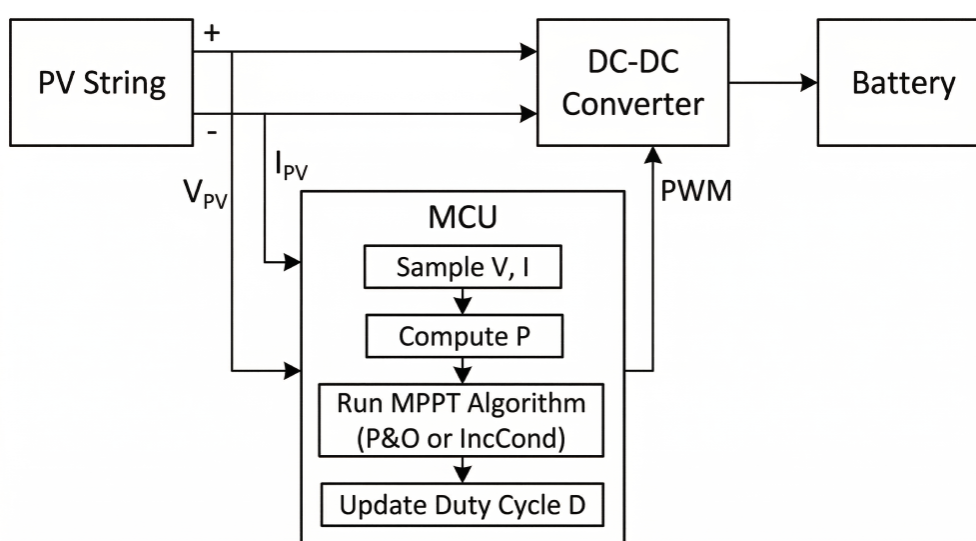 +
PV String
-
DC-DC
Converter
Battery
V_PV
I_PV
PWM
MCU
Sample V, I
Compute P
Run MPPT Algorithm
(P&O or IncCond)
Update Duty Cycle D